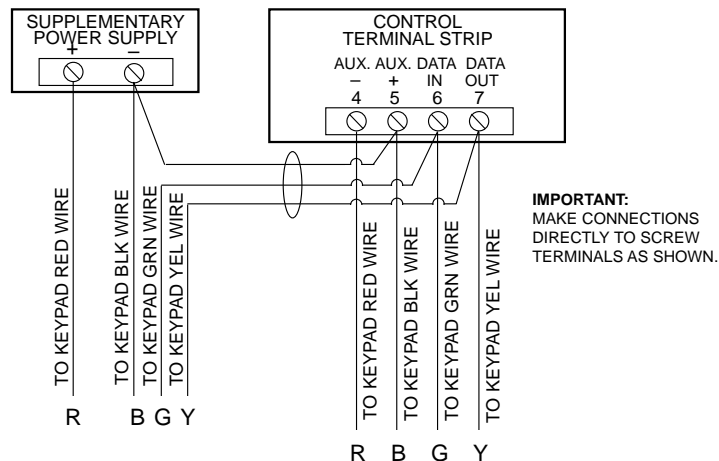 SUPPLEMENTARY
POWER SUPPLY
+ –
CONTROL
TERMINAL STRIP
AUX. AUX. DATA DATA
– + IN OUT
4 5 6 7
TO KEYPAD RED WIRE
TO KEYPAD BLK WIRE
TO KEYPAD GRN WIRE
TO KEYPAD YEL WIRE
R B G Y
TO KEYPAD RED WIRE
TO KEYPAD BLK WIRE
TO KEYPAD GRN WIRE
TO KEYPAD YEL WIRE
R B G Y
IMPORTANT:
MAKE CONNECTIONS
DIRECTLY TO SCREW
TERMINALS AS SHOWN.